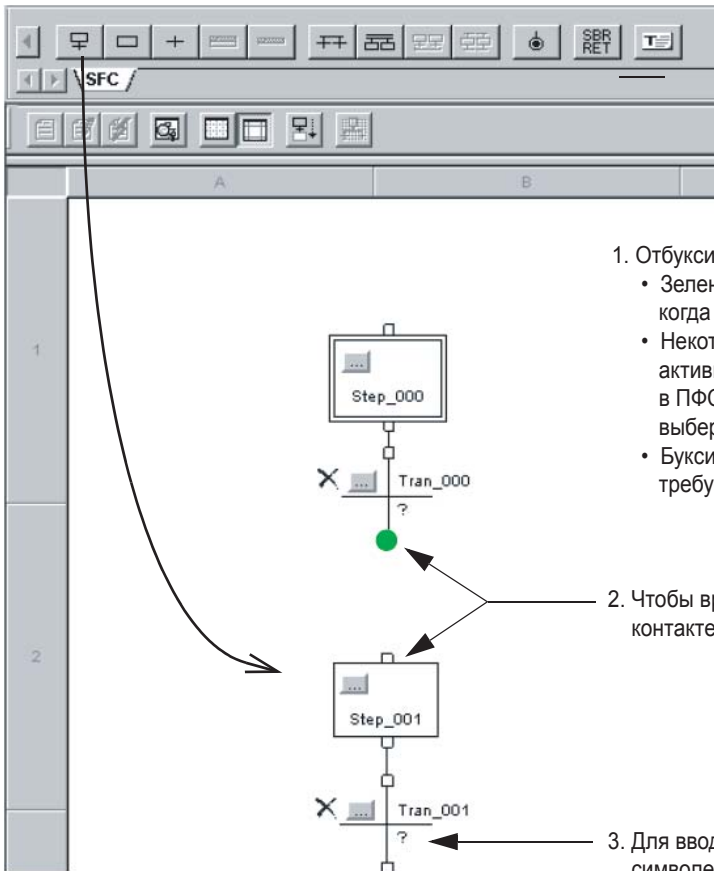 SBR
RET
SFC
A B
1
1. Отбукси
• Зелен
когда
• Некот
активи
в ПФС
выбер
• Букси
требу
...
Step_000
... Tran_000
?
2. Чтобы вр
контакте
2
...
Step_001
... Tran_001
?
3. Для ввод
символе